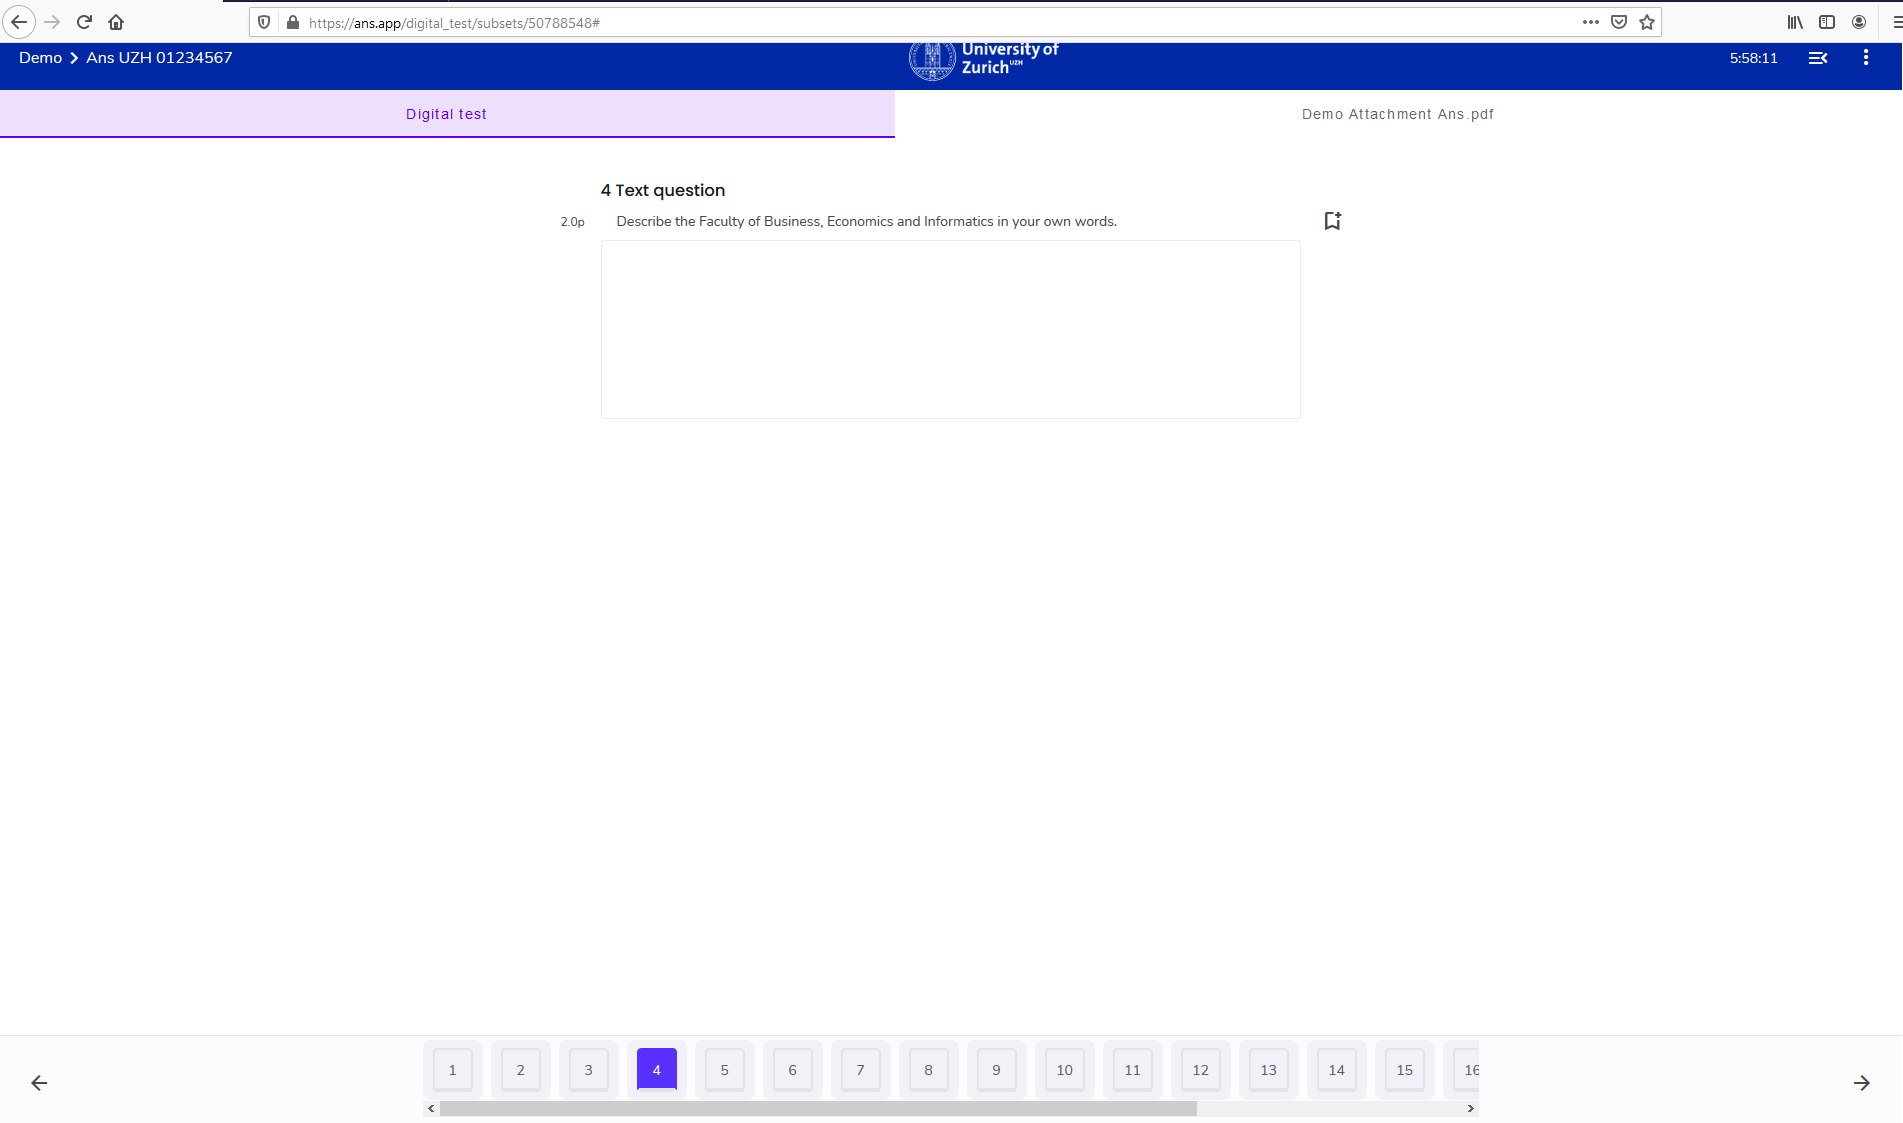 https://ans.app/digital_test/subsets/50788548#
Demo > Ans UZH 01234567
University of
Zurich UZH
5:58:11
Digital test
Demo Attachment Ans.pdf
4 Text question
2.0p
Describe the Faculty of Business, Economics and Informatics in your own words.
1 2 3 4 5 6 7 8 9 10 11 12 13 14 15 16